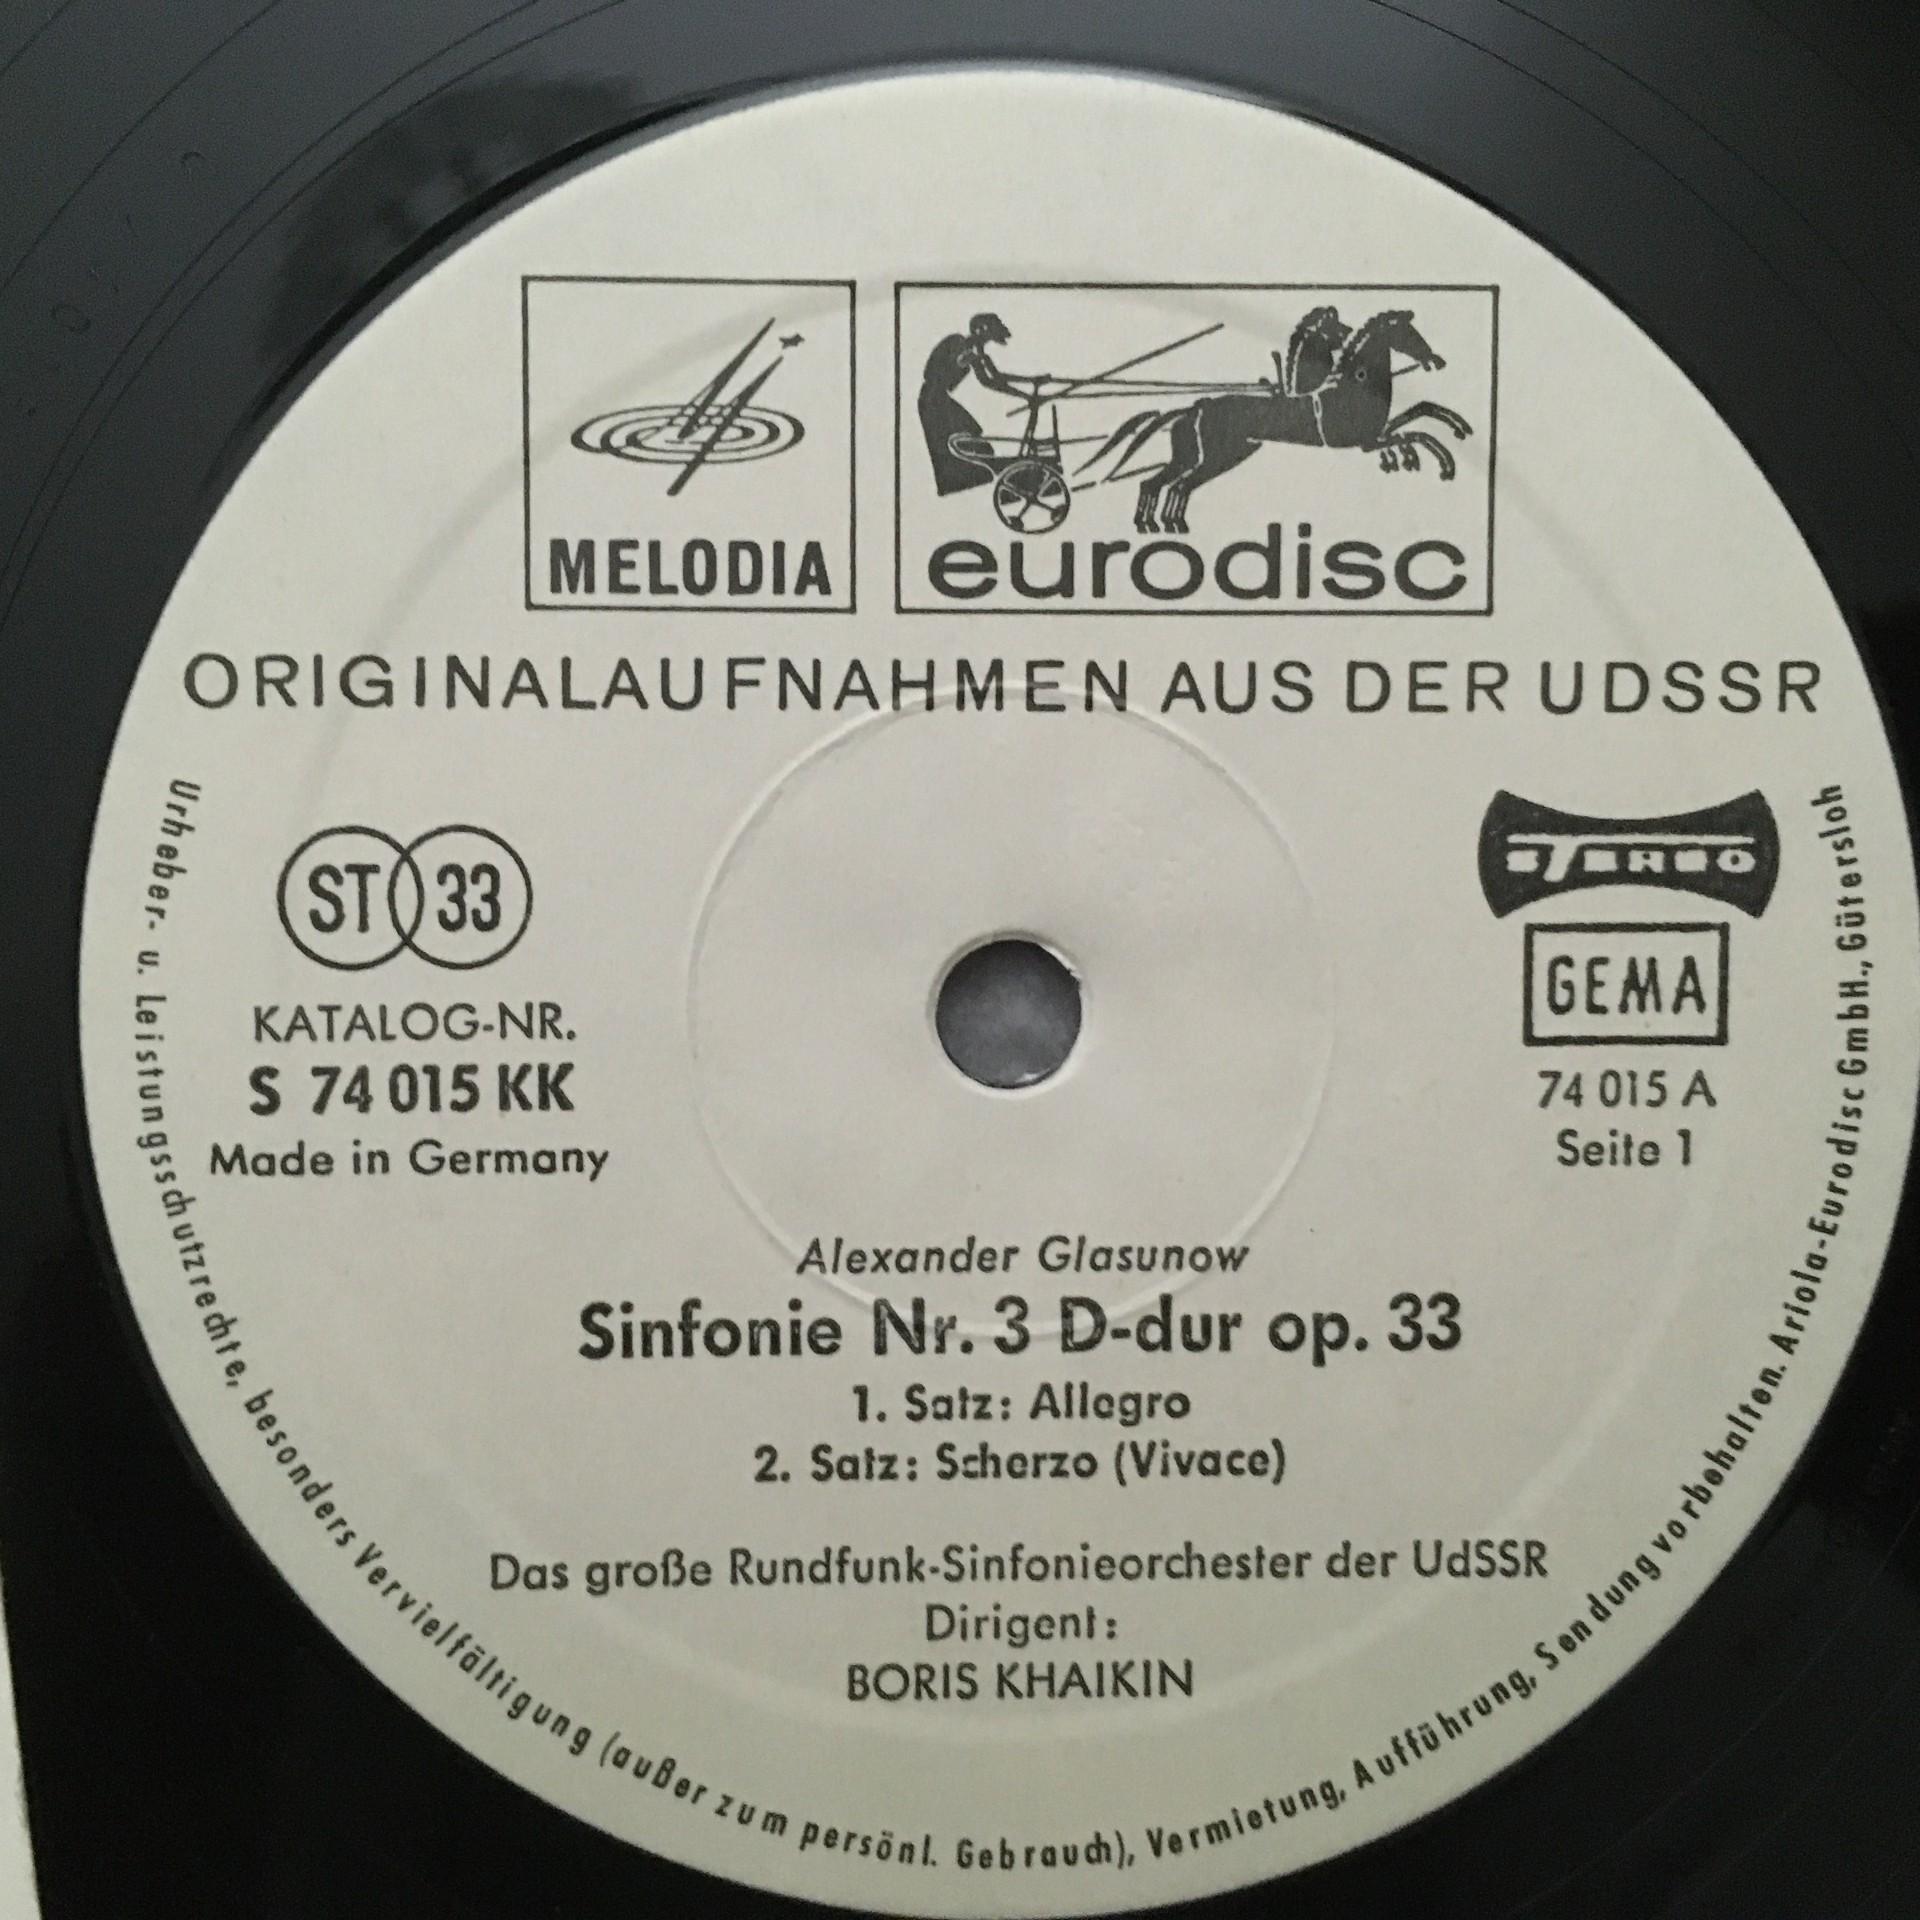 MELODIA
eurodisc
ORIGINALAUFNAHMEN AUS DER UDSSR
ST 33
KATALOG-NR.
S 74 015 KK
Made in Germany
STEREO
GEMA
74 015 A
Seite 1
Alexander Glasunow
Sinfonie Nr. 3 D-dur op. 33
1. Satz: Allegro
2. Satz: Scherzo (Vivace)
Das große Rundfunk-Sinfonieorchester der UdSSR
Dirigent:
BORIS KHAIKIN
Urheber- u. Leistungsschutzrechte, besonders Vervielfältigung (außer zum persönl. Gebrauch), Vermietung, Aufführung, Sendung vorbehalten. Ariola-Eurodisc GmbH., Gütersloh